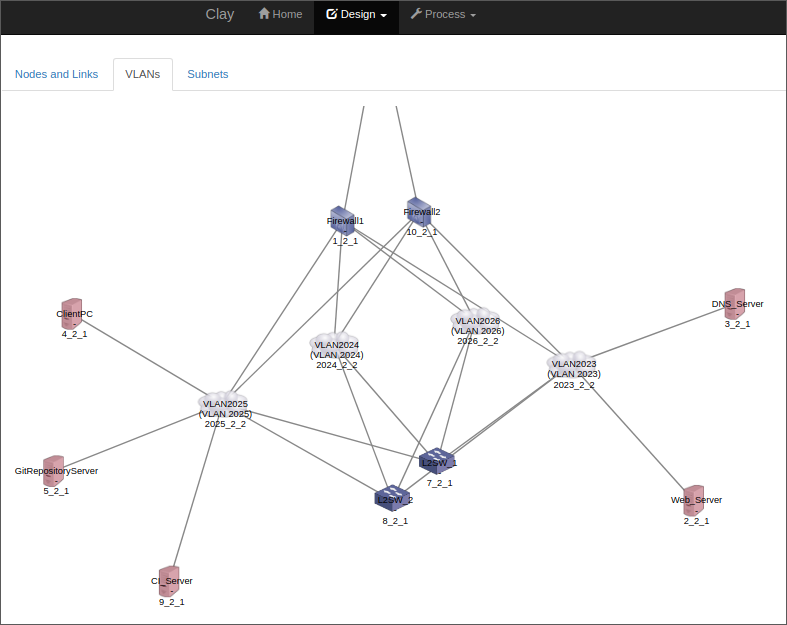 Clay Home Design Process
Nodes and Links VLANs Subnets
Firewall1
-
1_2_1
Firewall2
-
10_2_1
ClientPC
-
4_2_1
DNS_Server
-
3_2_1
VLAN2026
(VLAN 2026)
2026_2_2
VLAN2024
(VLAN 2024)
2024_2_2
VLAN2023
(VLAN 2023)
2023_2_2
VLAN2025
(VLAN 2025)
2025_2_2
L2SW_1
-
7_2_1
GitRepositoryServer
-
5_2_1
L2SW_2
-
8_2_1
Web_Server
-
2_2_1
CI_Server
-
9_2_1